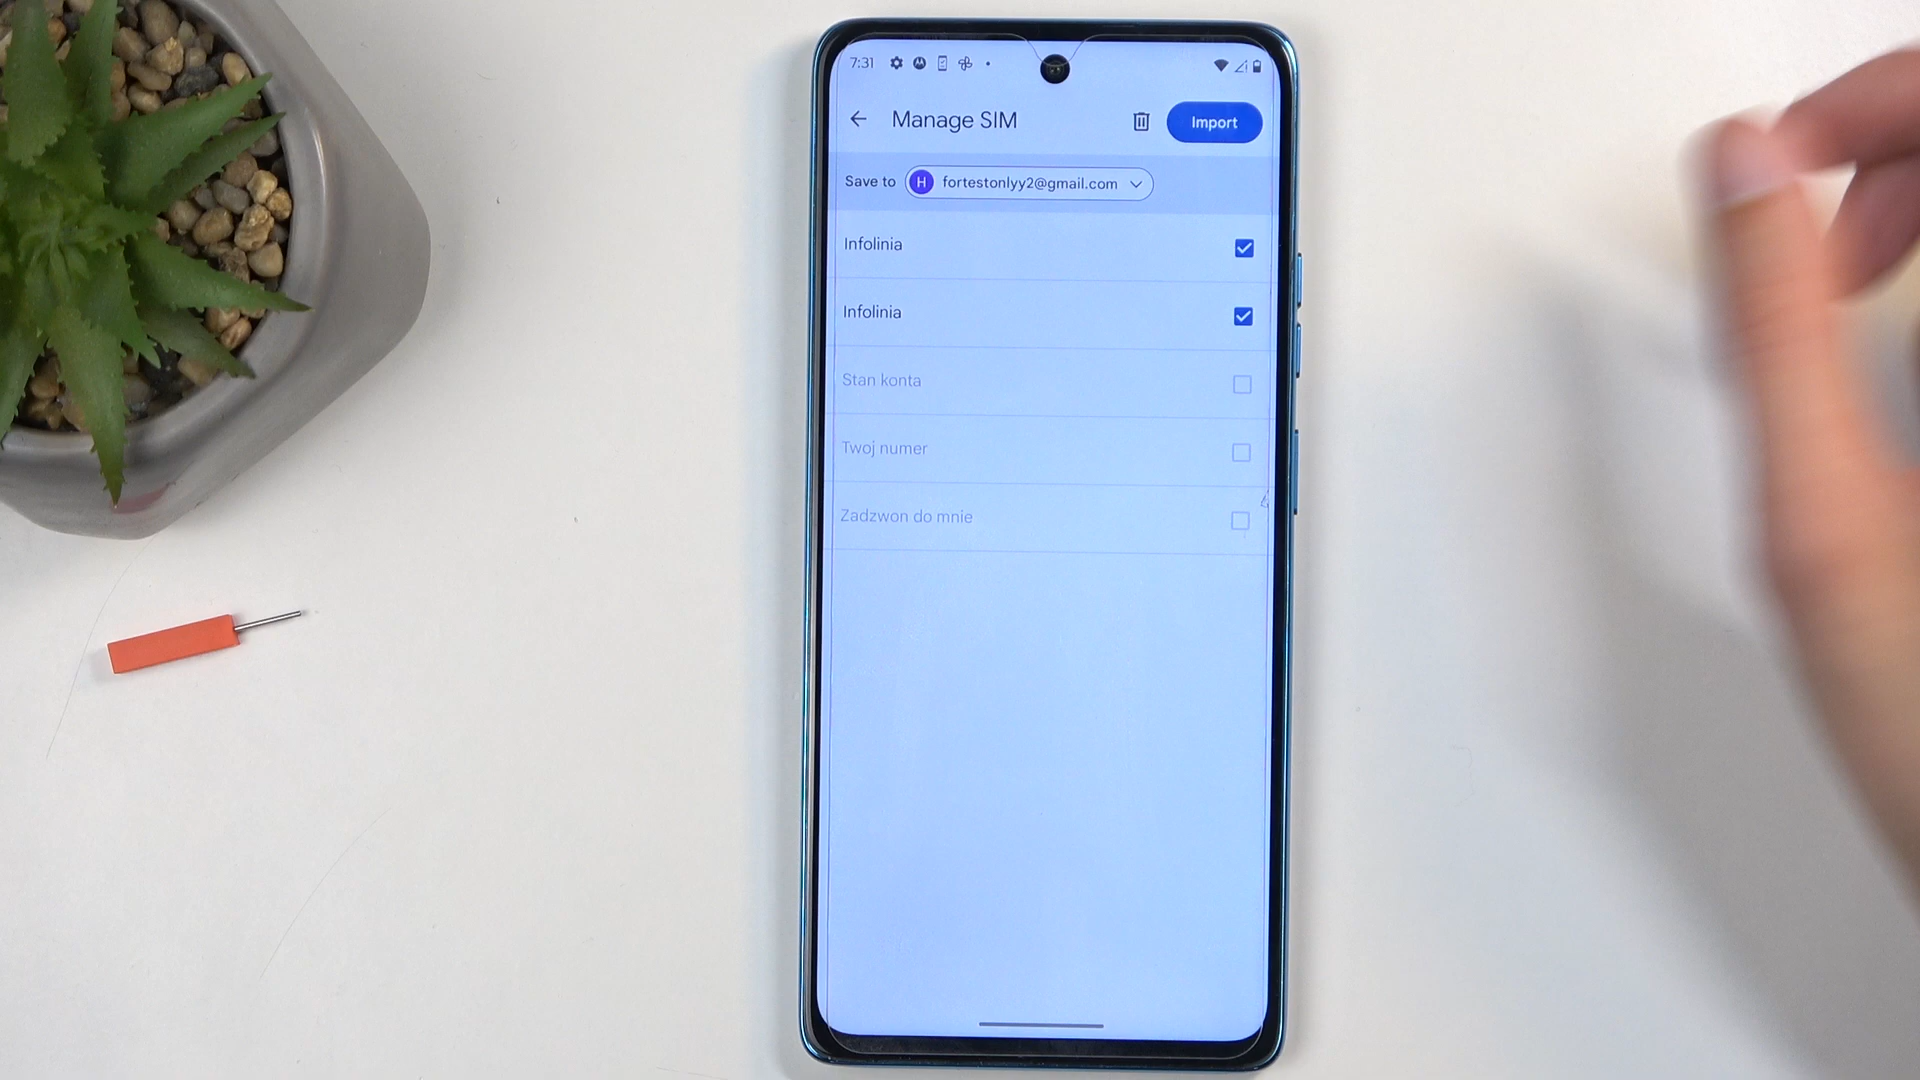 7:31
Manage SIM
Import
Save to H fortestonlyy2@gmail.com
Infolinia
Infolinia
Stan konta
Twoj numer
Zadzwon do mnie